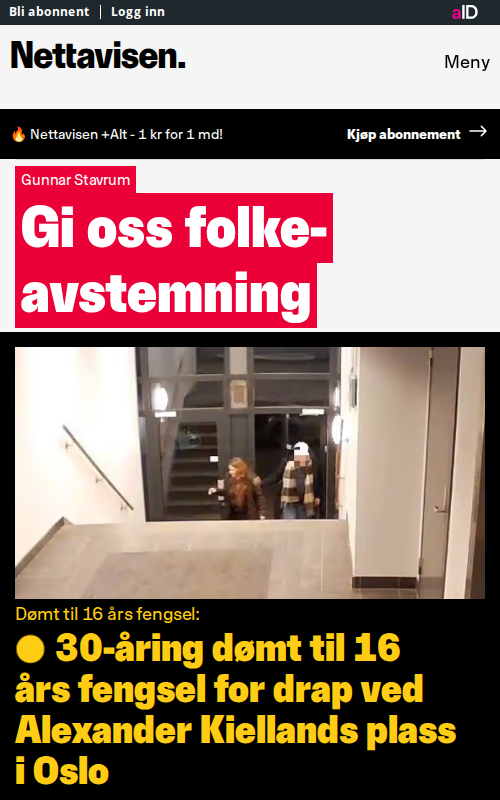 Bli abonnent | Logg inn
aID
Nettavisen.
Meny
🔥 Nettavisen +Alt - 1 kr for 1 md!
Kjøp abonnement →
Gunnar Stavrum
Gi oss folke-
avstemning
Dømt til 16 års fengsel:
30-åring dømt til 16
års fengsel for drap ved
Alexander Kiellands plass
i Oslo